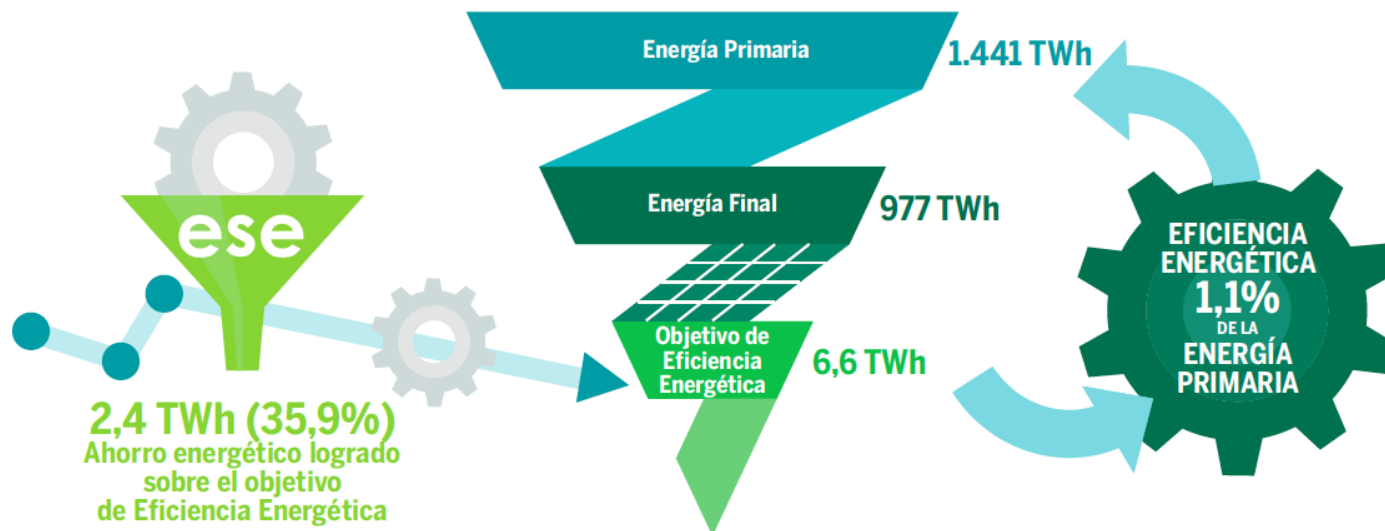 Energía Primaria
1.441 TWh
Energía Final
977 TWh
ese
Objetivo de
Eficiencia
Energética
6,6 TWh
EFICIENCIA
ENERGÉTICA
1,1%
DE LA
ENERGÍA
PRIMARIA
2,4 TWh (35,9%)
Ahorro energético logrado
sobre el objetivo
de Eficiencia Energética